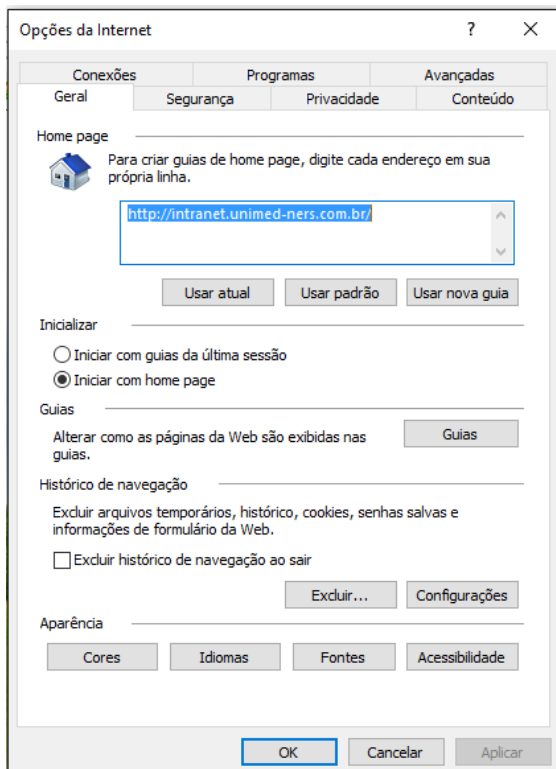 Opções da Internet
Conexões Programas Avançadas
Geral Segurança Privacidade Conteúdo
Home page
Para criar guias de home page, digite cada endereço em sua
própria linha.
http://intranet.unimed-ners.com.br/
Usar atual Usar padrão Usar nova guia
Inicializar
Iniciar com guias da última sessão
Iniciar com home page
Guias
Alterar como as páginas da Web são exibidas nas
guias.
Guias
Histórico de navegação
Excluir arquivos temporários, histórico, cookies, senhas salvas e
informações de formulário da Web.
Excluir histórico de navegação ao sair
Excluir... Configurações
Aparência
Cores Idiomas Fontes Acessibilidade
OK Cancelar Aplicar